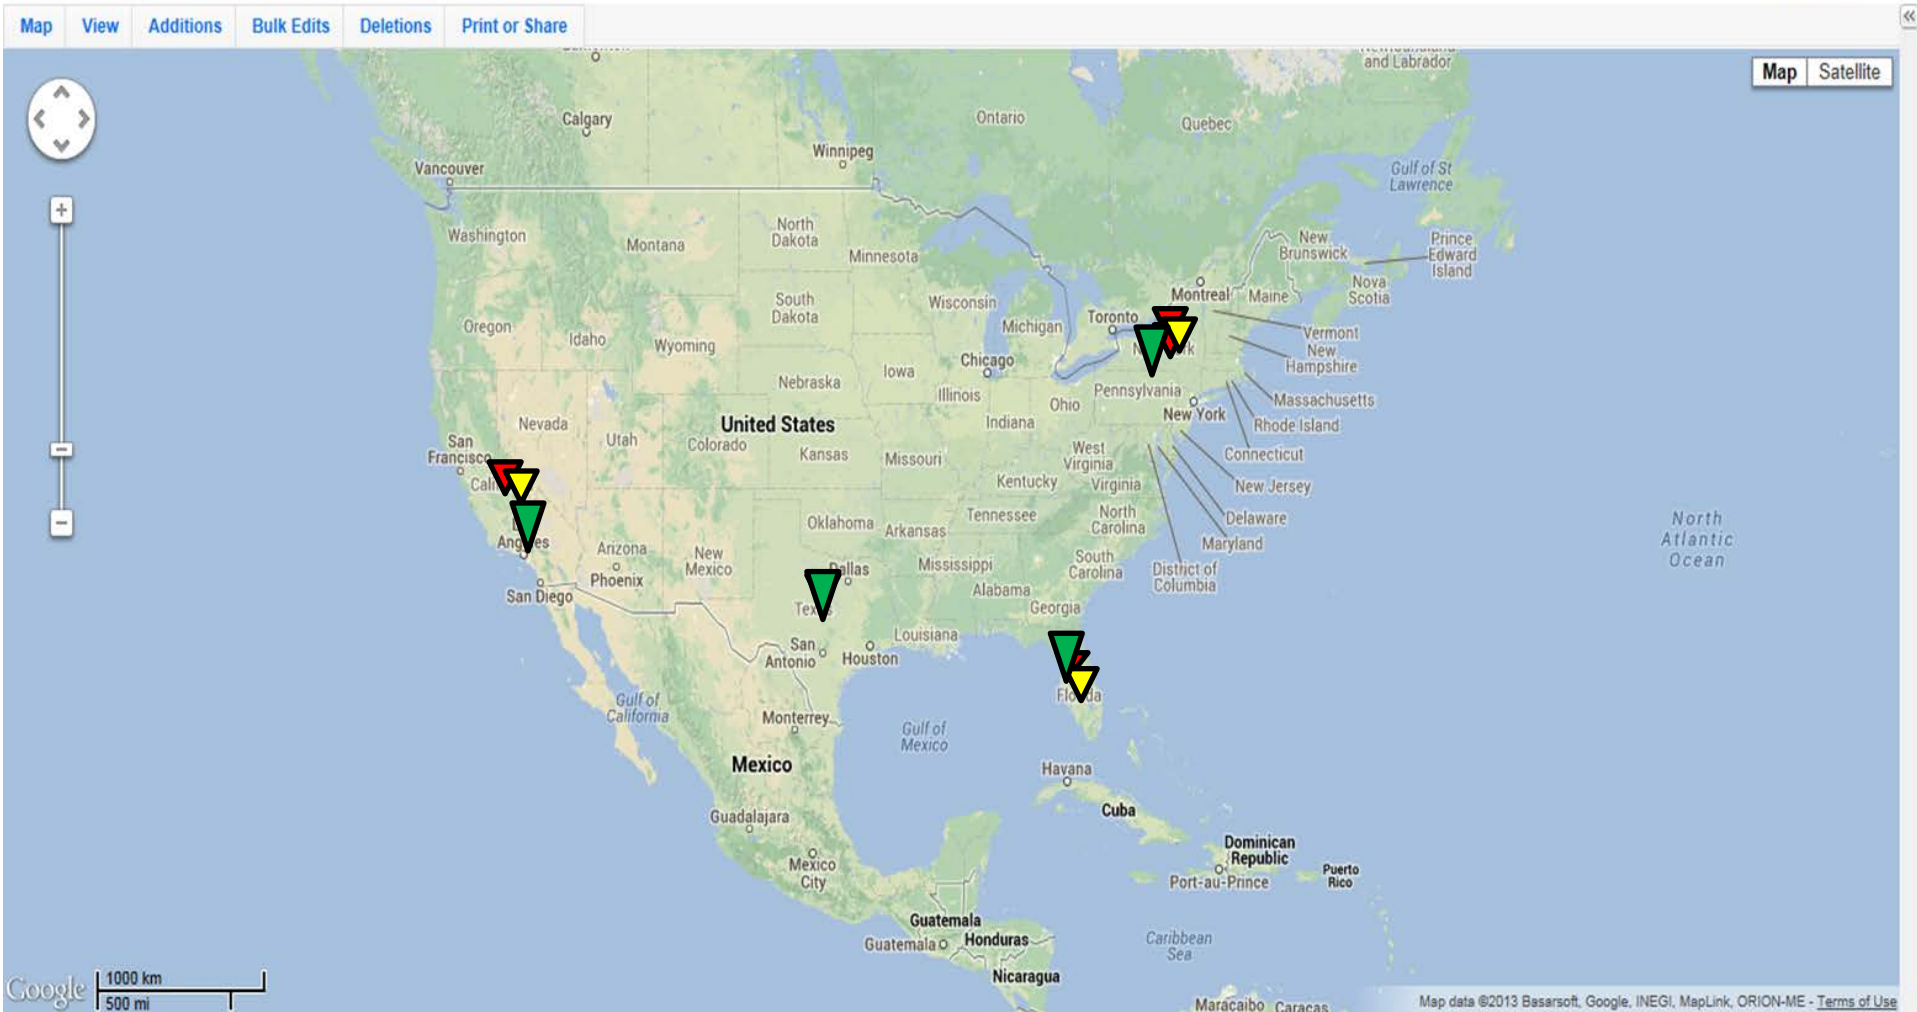 Map
View
Additions
Bulk Edits
Deletions
Print or Share
Map
Satellite
and Labrador
Calgary
Ontario
Quebec
Winnipeg
Vancouver
Gulf of St
Lawrence
Washington
Montana
North
Dakota
Minnesota
New
Brunswick
Prince
Edward
Island
Nova
Scotia
Montreal
Maine
Oregon
Idaho
Wyoming
South
Dakota
Wisconsin
Michigan
Toronto
Vermont
New
Hampshire
Chicago
Iowa
Nebraska
Illinois
Indiana
Ohio
Pennsylvania
New York
Massachusetts
Rhode Island
Connecticut
New Jersey
Delaware
Maryland
District of
Columbia
United States
Nevada
Utah
Colorado
Kansas
Missouri
West
Virginia
Kentucky
Virginia
San
Francisco
Oklahoma
Arkansas
Tennessee
North
Carolina
South
Carolina
North
Atlantic
Ocean
Arizona
Phoenix
New
Mexico
San Diego
Dallas
Mississippi
Alabama
Georgia
San
Antonio
Houston
Louisiana
Gulf of
California
Monterrey
Gulf of
Mexico
Mexico
Havana
Cuba
Guadalajara
Mexico
City
Dominican
Republic
Port-au-Prince
Puerto
Rico
Guatemala
Guatemala
Honduras
Nicaragua
Caribbean
Sea
Maracaibo
Caracas
Google
1000 km
500 mi
Map data ©2013 Basarsoft, Google, INEGI, MapLink, ORION-ME - Terms of Use